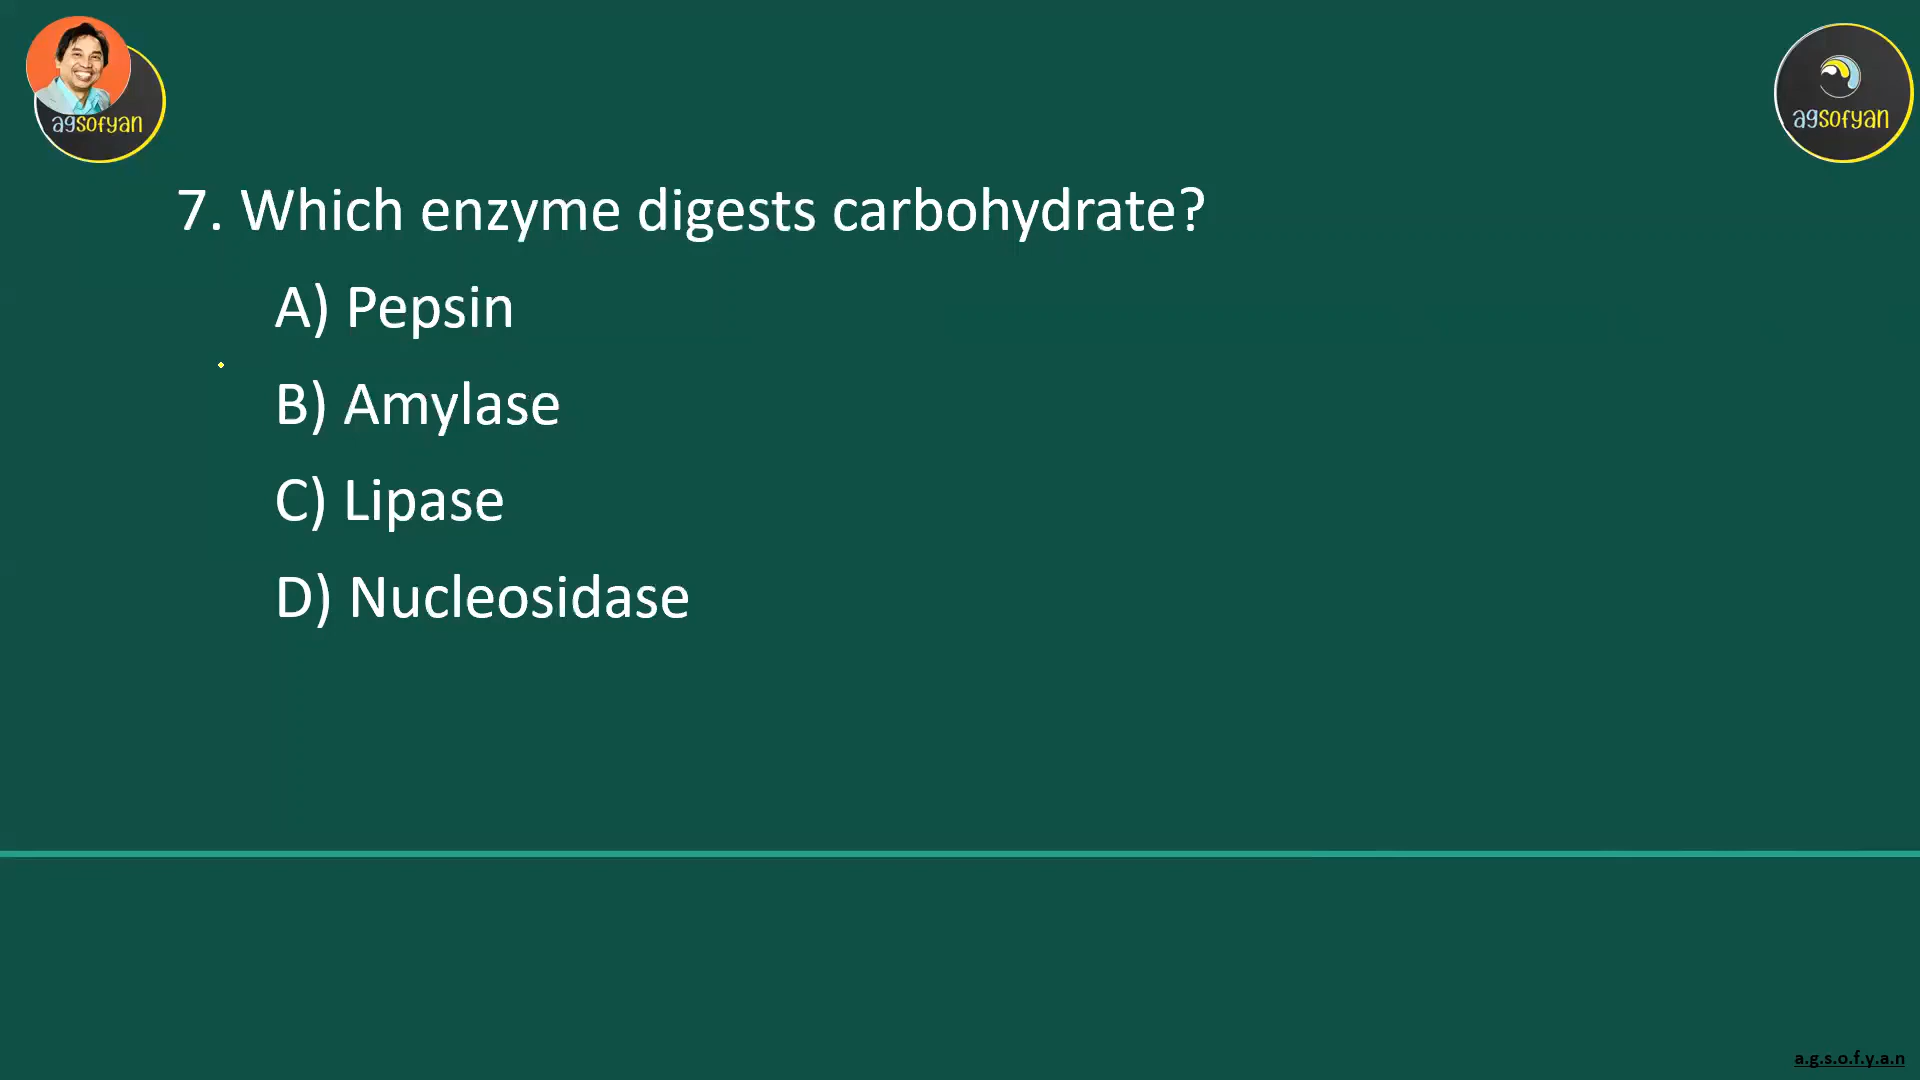 agsofyan
agsofyan
7. Which enzyme digests carbohydrate?
A) Pepsin
B) Amylase
C) Lipase
D) Nucleosidase
a.g.s.o.f.y.a.n